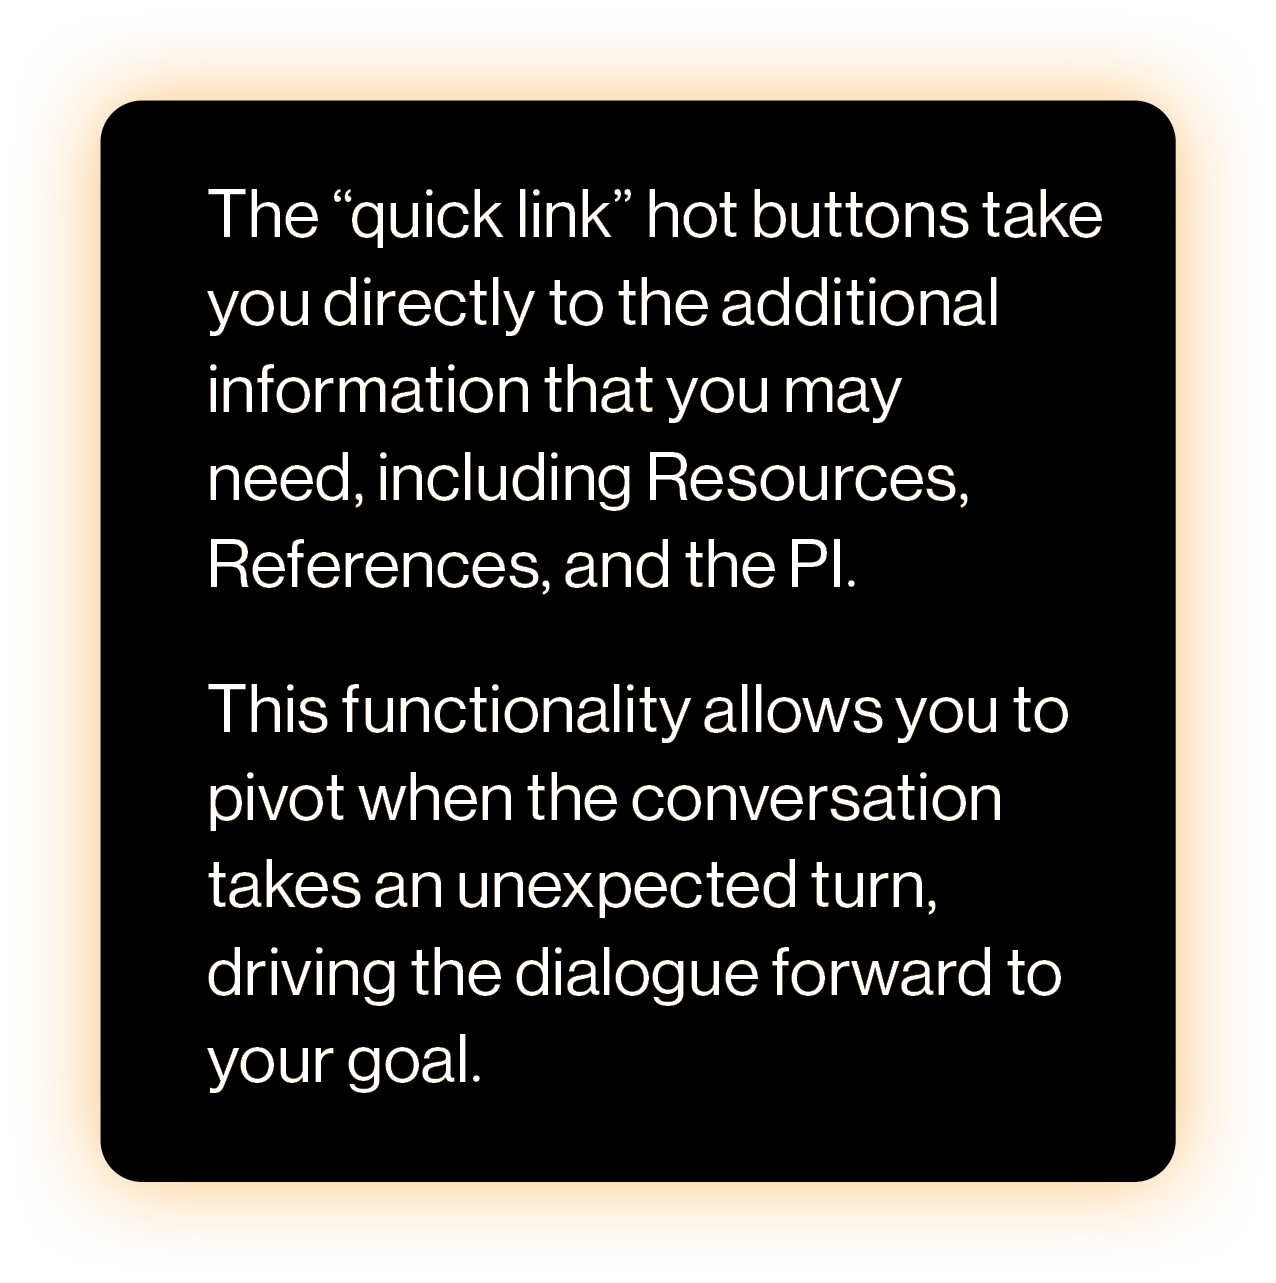 The “quick link” hot buttons take
you directly to the additional
information that you may
need, including Resources,
References, and the PI.
This functionality allows you to
pivot when the conversation
takes an unexpected turn,
driving the dialogue forward to
your goal.